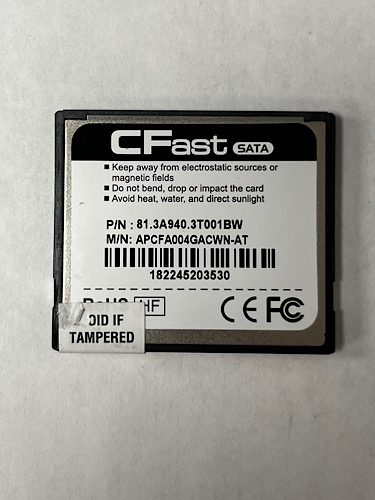 CFast SATA
■ Keep away from electrostatic sources or
magnetic fields
■ Do not bend, drop or impact the card
■ Avoid heat, water, and direct sunlight
P/N : 81.3A940.3T001BW
M/N: APCFA004GACWN-AT
182245203530
RoHS HF CE FC
OID IF
TAMPERED